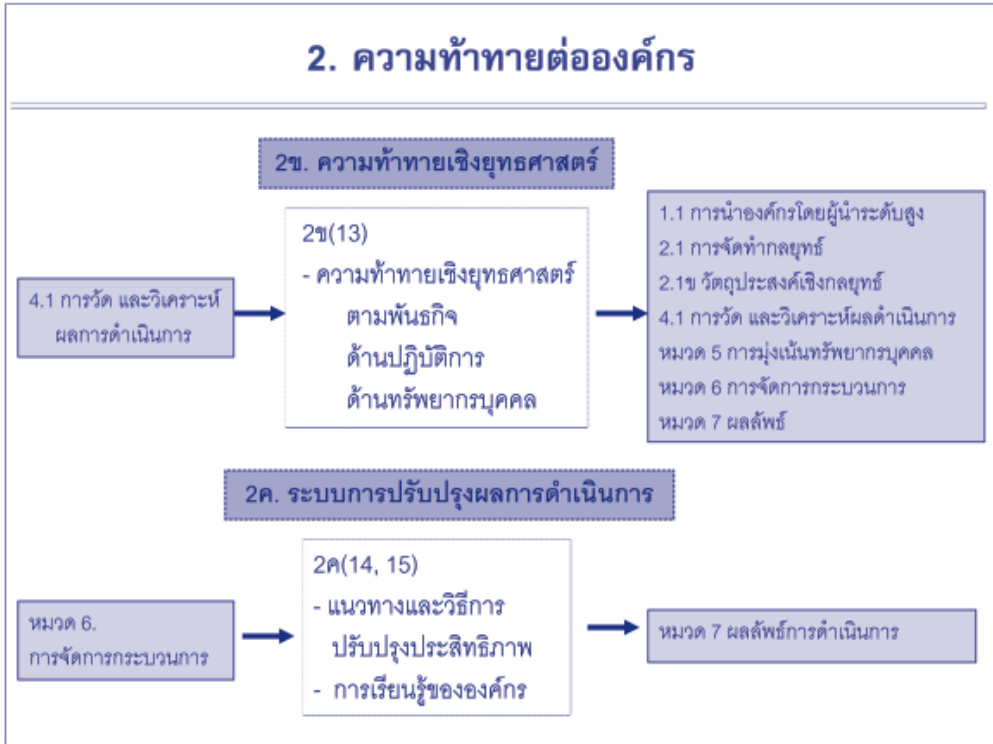 2. ความท้าทายต่อองค์กร
2ข. ความท้าทายเชิงยุทธศาสตร์
4.1 การวัด และวิเคราะห์
ผลการดำเนินการ
2ข(13)
- ความท้าทายเชิงยุทธศาสตร์
ตามพันธกิจ
ด้านปฏิบัติการ
ด้านทรัพยากรบุคคล
1.1 การนำองค์กรโดยผู้นำระดับสูง
2.1 การจัดทำกลยุทธ์
2.1ข วัตถุประสงค์เชิงกลยุทธ์
4.1 การวัด และวิเคราะห์ผลดำเนินการ
หมวด 5 การมุ่งเน้นทรัพยากรบุคคล
หมวด 6 การจัดการกระบวนการ
หมวด 7 ผลลัพธ์
2ค. ระบบการปรับปรุงผลการดำเนินการ
หมวด 6.
การจัดการกระบวนการ
2ค(14, 15)
- แนวทางและวิธีการ
ปรับปรุงประสิทธิภาพ
- การเรียนรู้ขององค์กร
หมวด 7 ผลลัพธ์การดำเนินการ